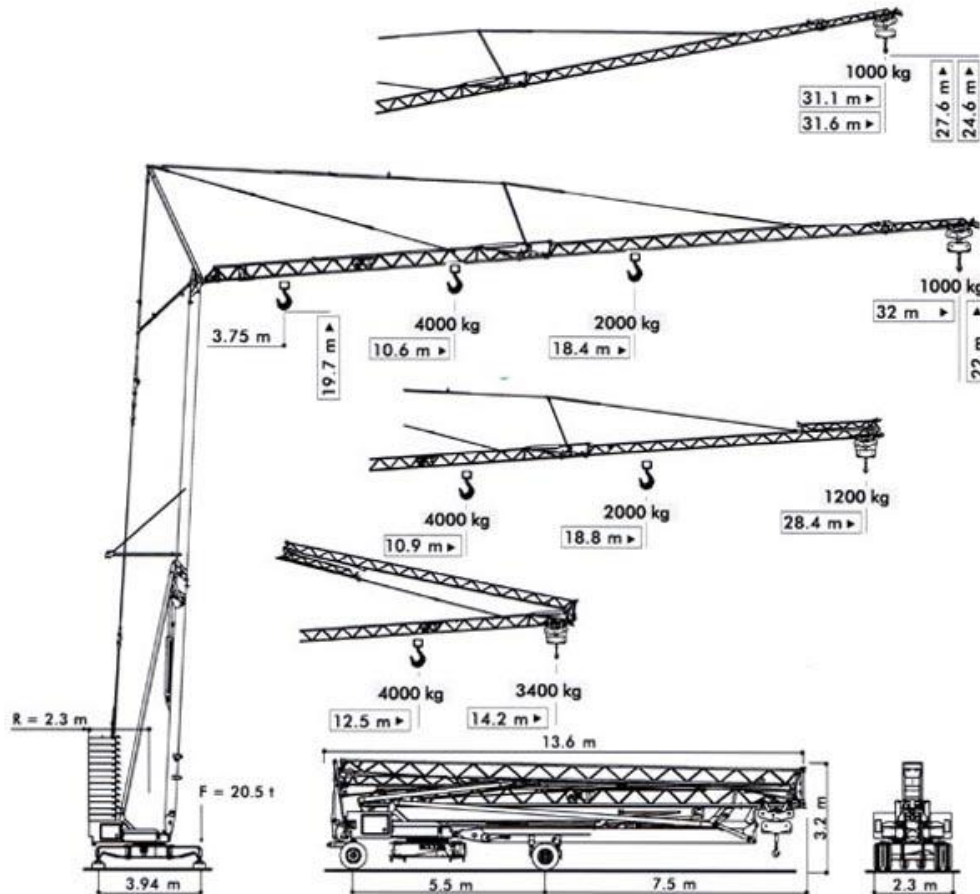 1000 kg
31.1 m ►
31.6 m ►
27.6 m ►
24.6 m ►
3.75 m
19.7 m ►
4000 kg
10.6 m ►
2000 kg
18.4 m ►
1000 kg
32 m ►
22 m
4000 kg
10.9 m ►
2000 kg
18.8 m ►
1200 kg
28.4 m ►
4000 kg
12.5 m ►
3400 kg
14.2 m ►
R = 2.3 m
F = 20.5 t
3.94 m
13.6 m
3.2 m
5.5 m
7.5 m
2.3 m